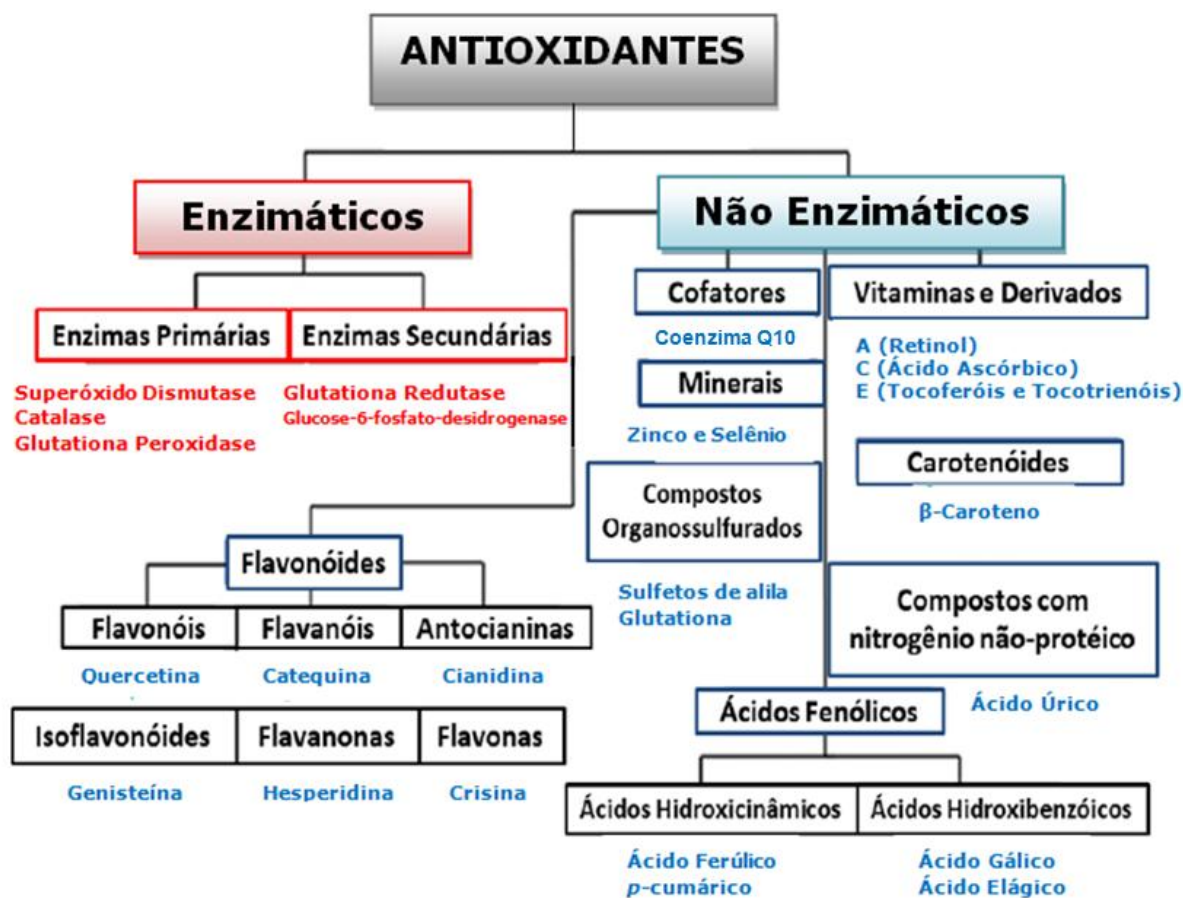 ANTIOXIDANTES
Enzimáticos
Não Enzimáticos
Enzimas Primárias
Enzimas Secundárias
Superóxido Dismutase
Catalase
Glutationa Peroxidase
Glutationa Redutase
Glucose-6-fosfato-desidrogenase
Cofatores
Coenzima Q10
Vitaminas e Derivados
A (Retinol)
C (Ácido Ascórbico)
E (Tocoferóis e Tocotrienóis)
Minerais
Zinco e Selênio
Carotenóides
β-Caroteno
Compostos
Organossulfurados
Sulfetos de alila
Glutationa
Compostos com
nitrogênio não-protéico
Ácido Úrico
Flavonóides
Flavonóis
Flavanóis
Antocianinas
Quercetina
Catequina
Cianidina
Isoflavonóides
Flavanonas
Flavonas
Genisteína
Hesperidina
Crisina
Ácidos Fenólicos
Ácidos Hidroxicinâmicos
Ácidos Hidroxibenzóicos
Ácido Ferúlico
p-cumárico
Ácido Gálico
Ácido Elágico